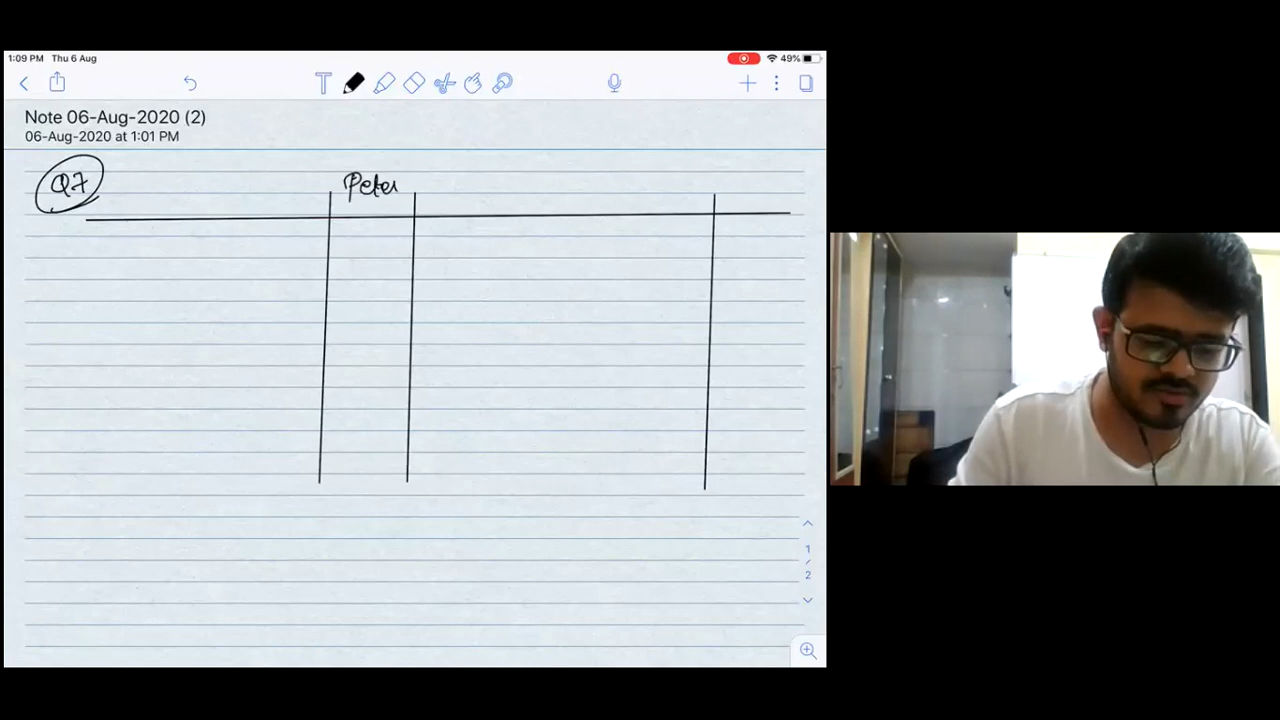 1:09 PM Thu 6 Aug 49%
T
Note 06-Aug-2020 (2)
06-Aug-2020 at 1:01 PM
Q7 Peter
1
2